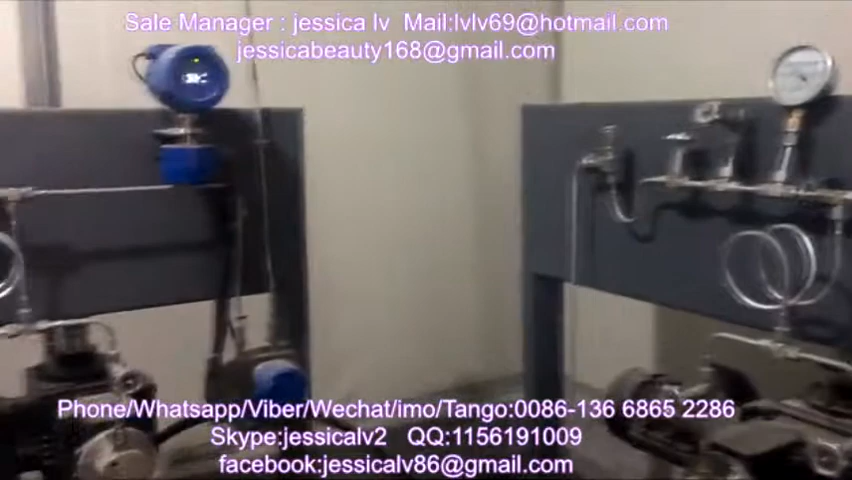 Sale Manager : jessica lv Mail:lvlv69@hotmail.com
jessicabeauty168@gmail.com
Phone/Whatsapp/Viber/Wechat/imo/Tango:0086-136 6865 2286
Skype:jessicalv2 QQ:1156191009
facebook:jessicalv86@gmail.com